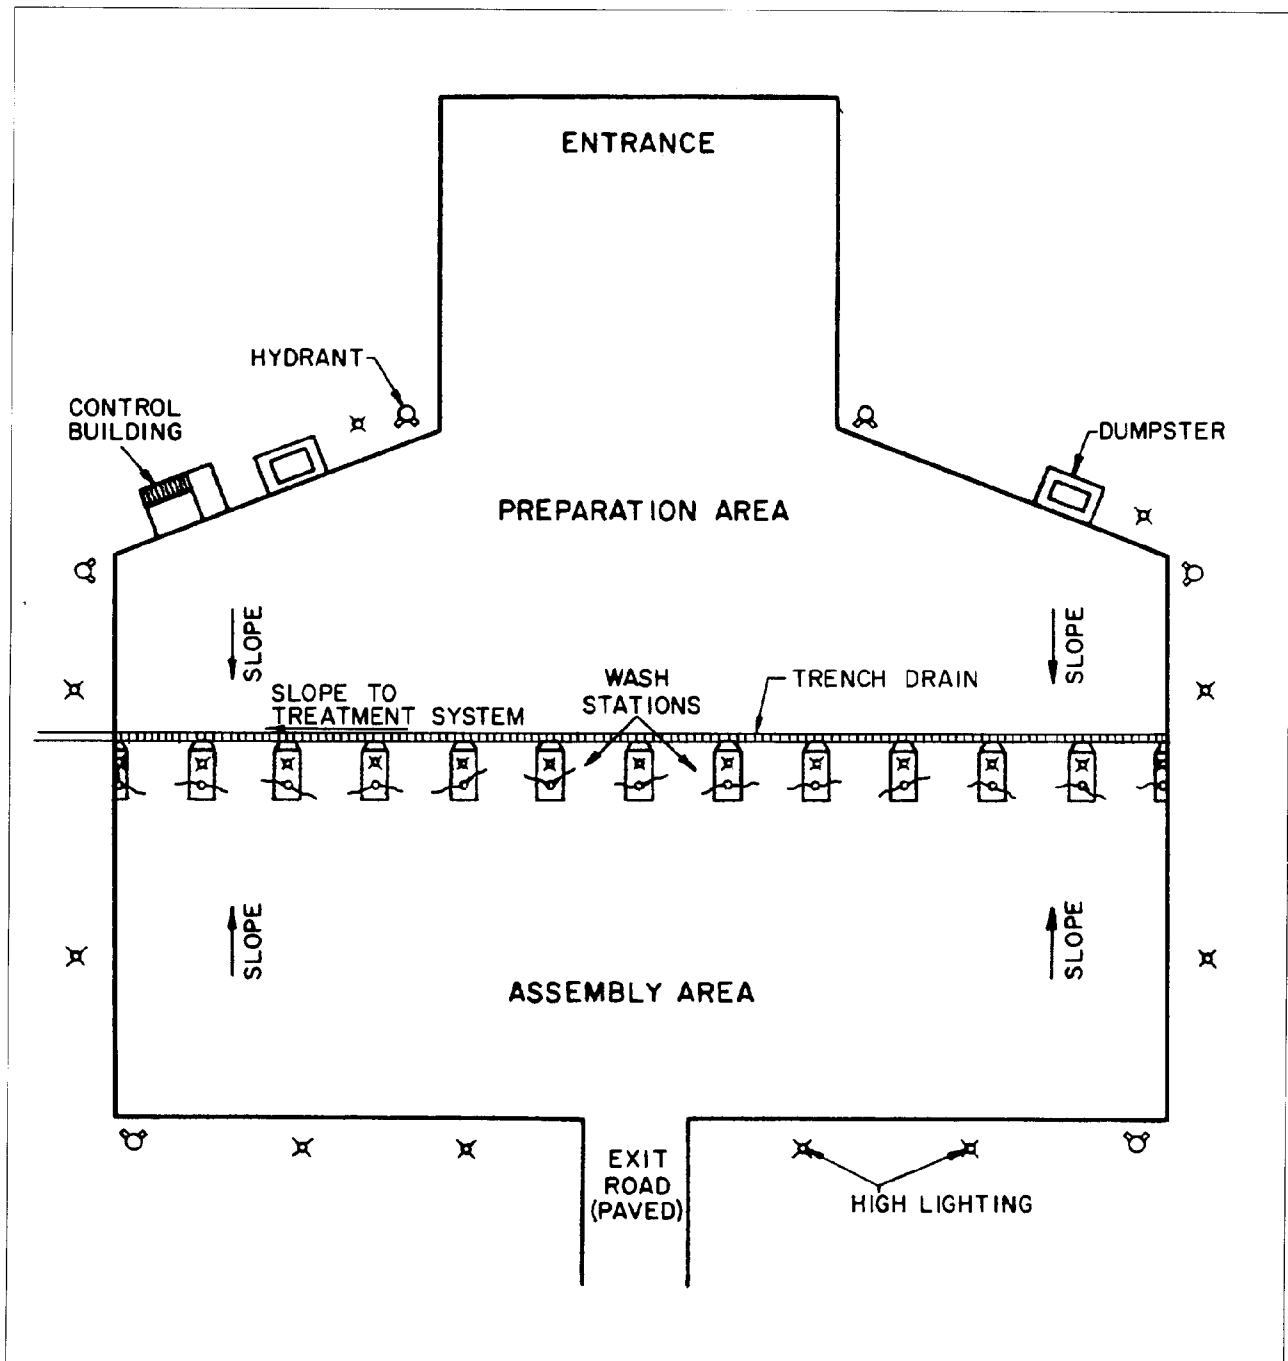 ENTRANCE
HYDRANT
CONTROL
BUILDING
DUMPSTER
PREPARATION AREA
SLOPE
SLOPE
WASH
STATIONS
TRENCH DRAIN
SLOPE TO
TREATMENT SYSTEM
SLOPE
SLOPE
ASSEMBLY AREA
EXIT
ROAD
(PAVED)
HIGH LIGHTING